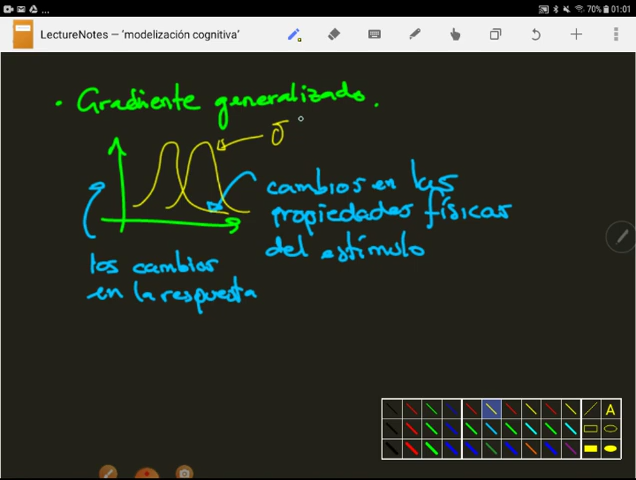 ... 70% 01:01
LectureNotes — 'modelización cognitiva'
• Gradiente generalizado.
σ
cambios en las
propiedades físicas
del estímulo
los cambios
en la respuesta
A